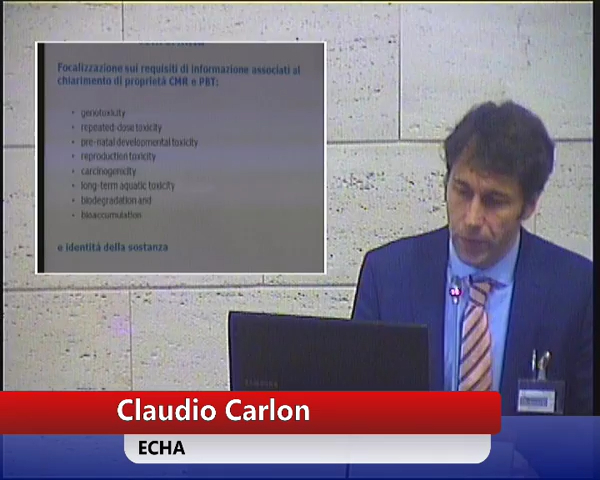 Focalizzazione sui requisiti di informazione associati al
chiarimento di proprietà CMR e PBT:
• genotoxicity
• repeated-dose toxicity
• pre-natal developmental toxicity
• reproduction toxicity
• carcinogenicity
• long-term aquatic toxicity
• biodegradation and
• bioaccumulation
e identità della sostanza
SAMSUNG
Claudio Carlon
ECHA